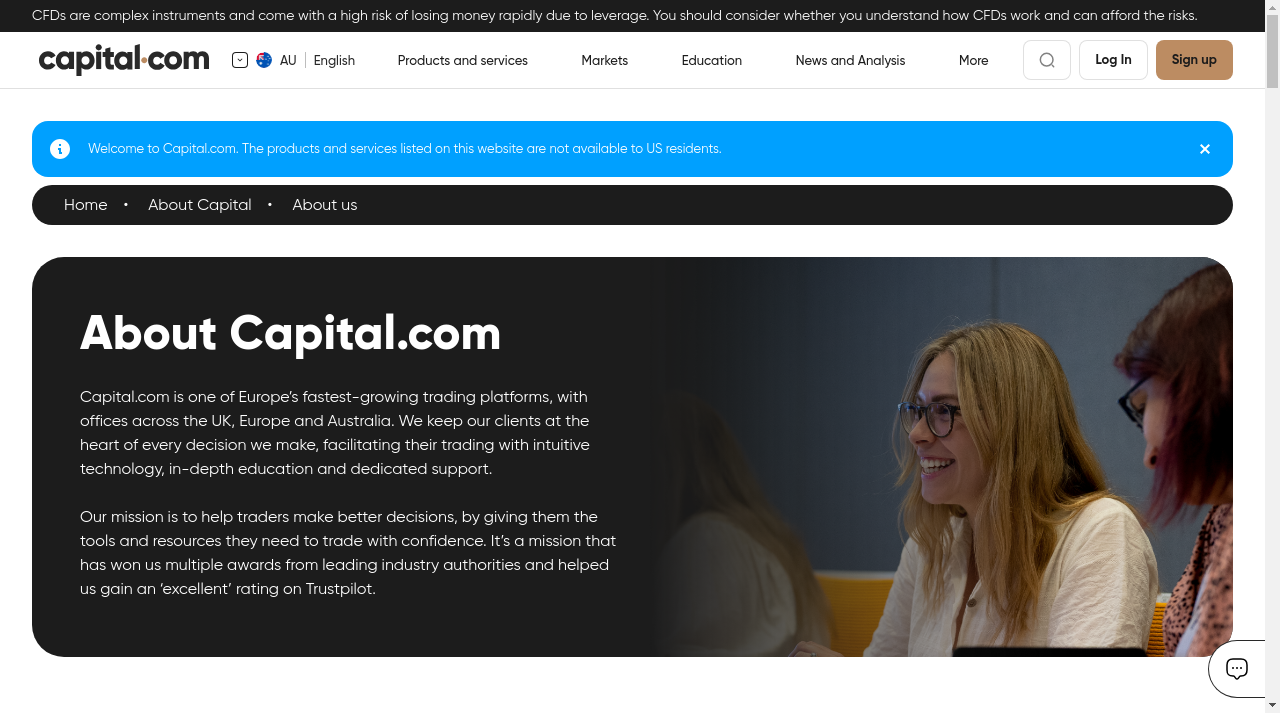 CFDs are complex instruments and come with a high risk of losing money rapidly due to leverage. You should consider whether you understand how CFDs work and can afford the risks.
capital.com AU English Products and services Markets Education News and Analysis More Log In Sign up
Welcome to Capital.com. The products and services listed on this website are not available to US residents.
Home • About Capital • About us
About Capital.com
Capital.com is one of Europe’s fastest-growing trading platforms, with
offices across the UK, Europe and Australia. We keep our clients at the
heart of every decision we make, facilitating their trading with intuitive
technology, in-depth education and dedicated support.
Our mission is to help traders make better decisions, by giving them the
tools and resources they need to trade with confidence. It’s a mission that
has won us multiple awards from leading industry authorities and helped
us gain an ‘excellent’ rating on Trustpilot.